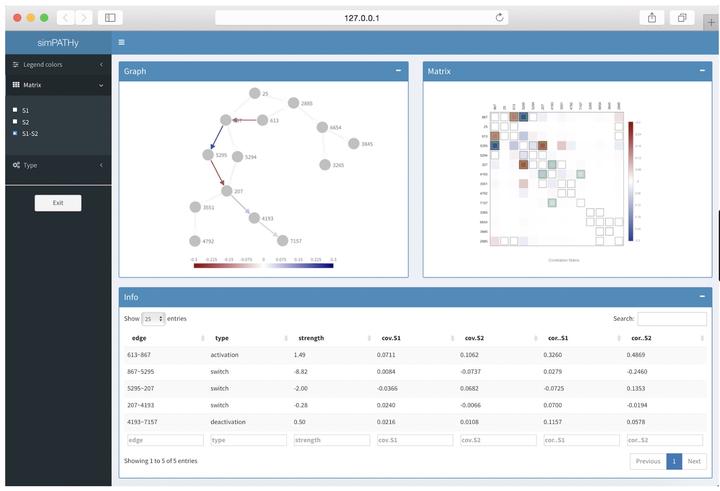 127.0.0.1
simPATHy
Legend colors
Matrix
S1
S2
S1-S2
Type
Exit
Graph
25
2885
613
6654
3845
5295
5294
3265
207
3551
4193
4792
7157
-0.3 -0.225 -0.15 -0.075 0 0.075 0.15 0.225 0.3
Matrix
Correlation Matrix
Info
Show 25 entries
Search:
edge type strength cov.S1 cov.S2 cor..S1 cor..S2
613~867 activation 1.49 0.0711 0.1062 0.3260 0.4869
867~5295 switch -8.82 0.0084 -0.0737 0.0279 -0.2460
5295~207 switch -2.00 -0.0366 0.0682 -0.0725 0.1353
207~4193 switch -0.28 0.0240 -0.0066 0.0700 -0.0194
4193~7157 deactivation 0.50 0.0216 0.0108 0.1157 0.0578
edge type strength cov.S1 cov.S2 cor..S1 cor..S2
Showing 1 to 5 of 5 entries
Previous 1 Next